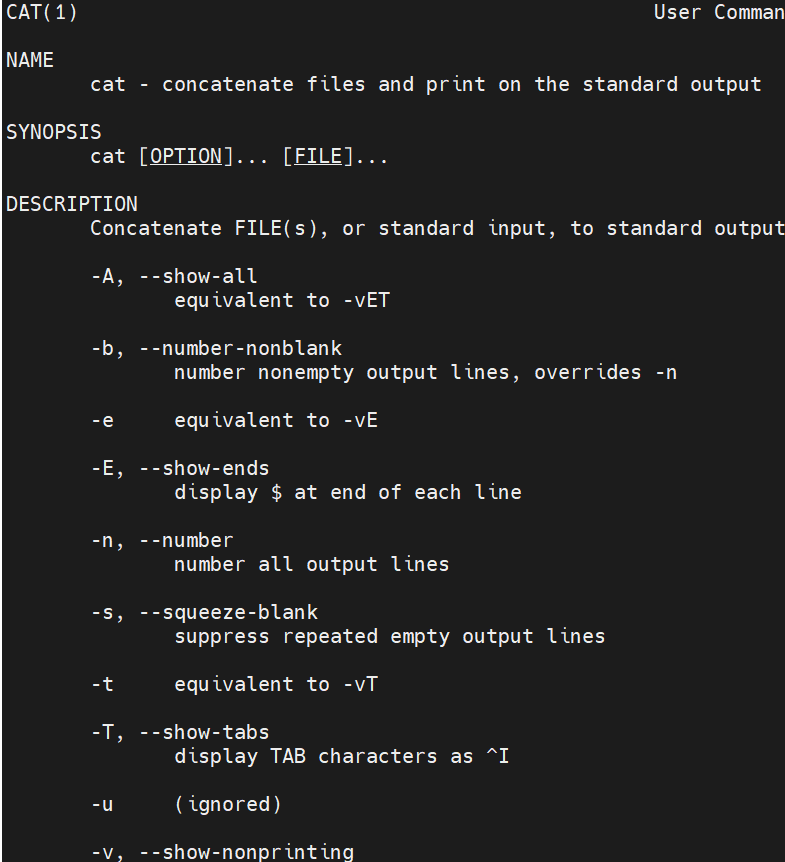 CAT(1) User Comman
NAME
cat - concatenate files and print on the standard output
SYNOPSIS
cat [OPTION]... [FILE]...
DESCRIPTION
Concatenate FILE(s), or standard input, to standard output
-A, --show-all
equivalent to -vET
-b, --number-nonblank
number nonempty output lines, overrides -n
-e equivalent to -vE
-E, --show-ends
display $ at end of each line
-n, --number
number all output lines
-s, --squeeze-blank
suppress repeated empty output lines
-t equivalent to -vT
-T, --show-tabs
display TAB characters as ^I
-u (ignored)
-v, --show-nonprinting